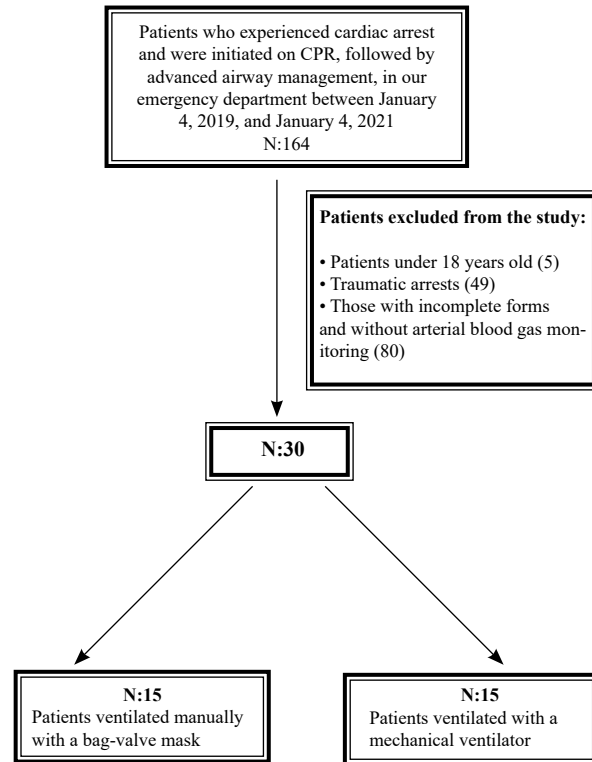 Patients who experienced cardiac arrest
and were initiated on CPR, followed by
advanced airway management, in our
emergency department between January
4, 2019, and January 4, 2021
N:164
Patients excluded from the study:
• Patients under 18 years old (5)
• Traumatic arrests (49)
• Those with incomplete forms
and without arterial blood gas mon-
itoring (80)
N:30
N:15
Patients ventilated manually
with a bag-valve mask
N:15
Patients ventilated with a
mechanical ventilator